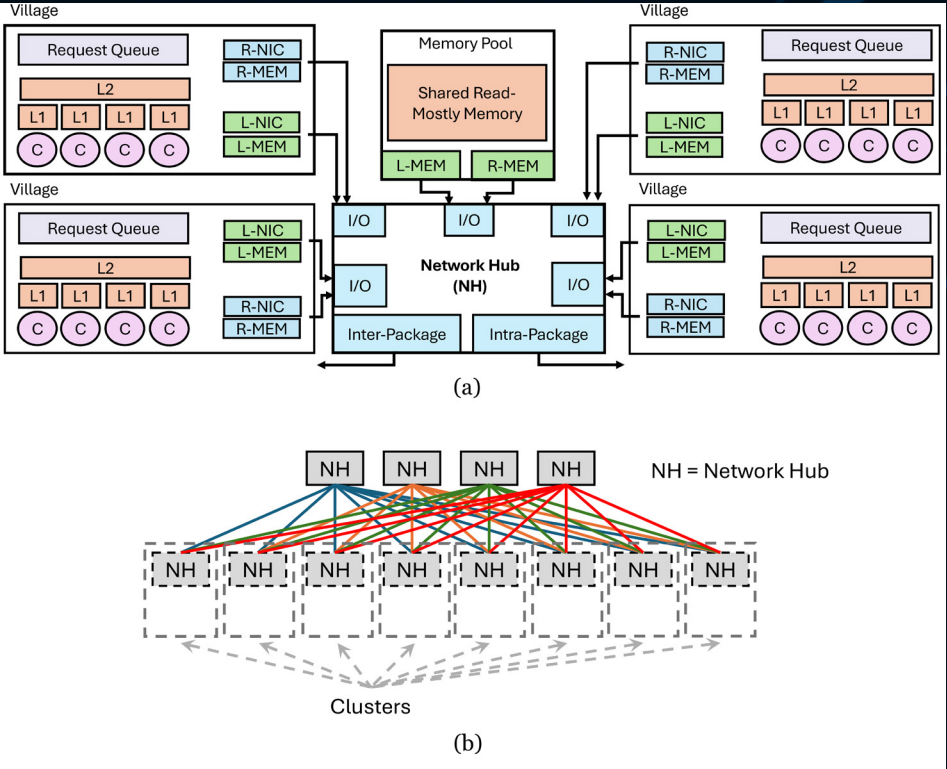 Village
Request Queue
L2
L1 L1 L1 L1
C C C C
R-NIC
R-MEM
L-NIC
L-MEM
Memory Pool
Shared Read-
Mostly Memory
L-MEM R-MEM
Village
R-NIC
R-MEM
L-NIC
L-MEM
Request Queue
L2
L1 L1 L1 L1
C C C C
Village
Request Queue
L2
L1 L1 L1 L1
C C C C
L-NIC
L-MEM
R-NIC
R-MEM
I/O I/O I/O
Network Hub
(NH)
I/O I/O
Inter-Package Intra-Package
Village
L-NIC
L-MEM
R-NIC
R-MEM
Request Queue
L2
L1 L1 L1 L1
C C C C
(a)
NH NH NH NH
NH = Network Hub
NH NH NH NH NH NH NH NH
Clusters
(b)